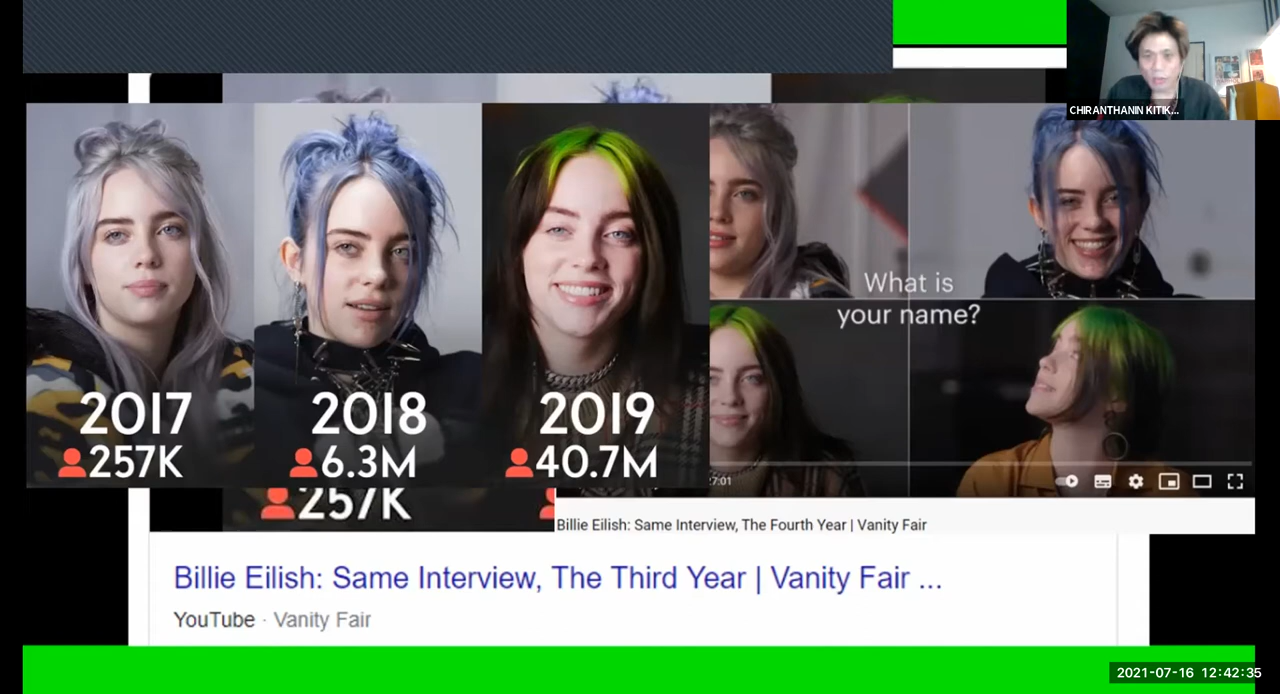 CHIRANTHANIN KITIK...
What is
your name?
2017
257K
2018
6.3M
2019
40.7M
7:01
257K
Billie Eilish: Same Interview, The Fourth Year | Vanity Fair
Billie Eilish: Same Interview, The Third Year | Vanity Fair ...
YouTube · Vanity Fair
2021-07-16 12:42:35